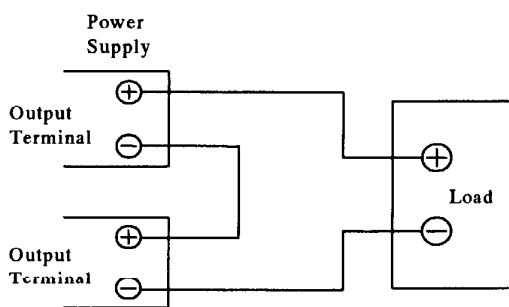 Power
Supply
+
Output
Terminal
−
+
Load
−
Output
Terminal
+
−